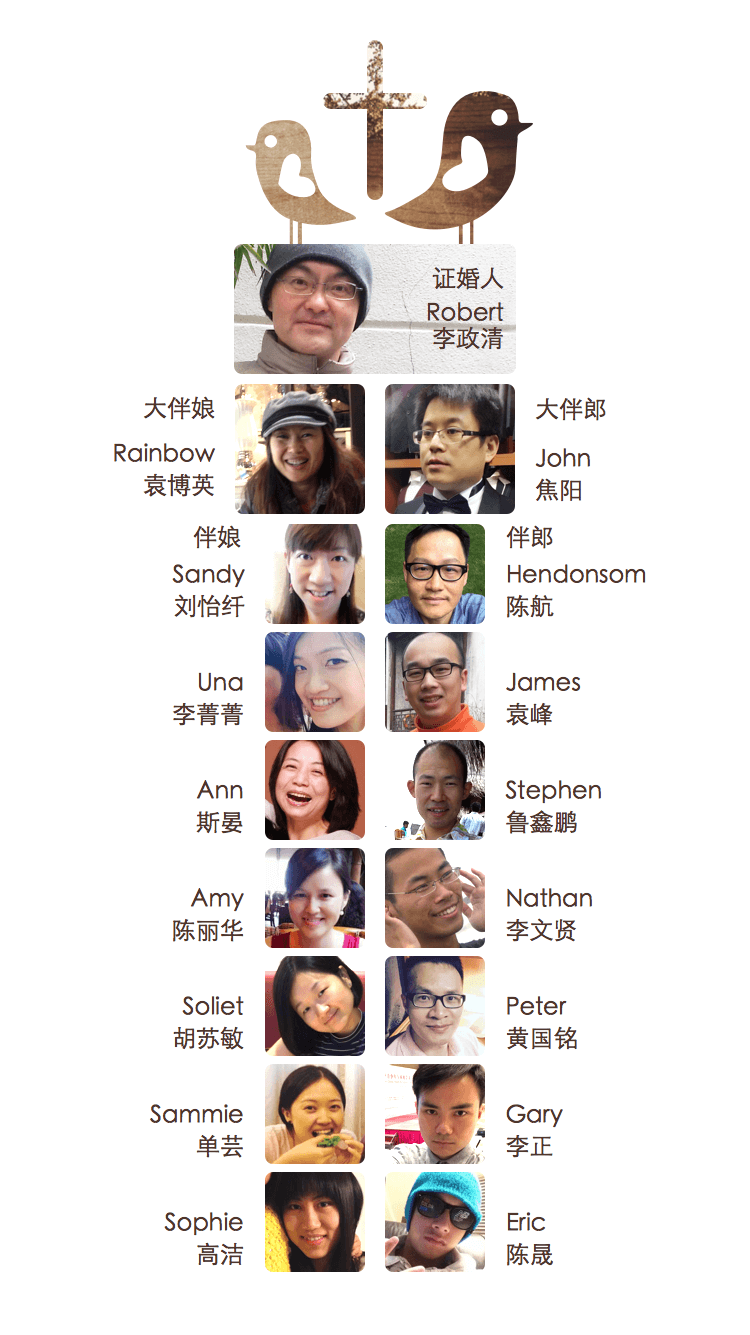 证婚人
Robert
李政清
大伴娘
Rainbow
袁博英
大伴郎
John
焦阳
伴娘
Sandy
刘怡纤
伴郎
Hendonsom
陈航
Una
李菁菁
James
袁峰
Ann
斯晏
Stephen
鲁鑫鹏
Amy
陈丽华
Nathan
李文贤
Soliet
胡苏敏
Peter
黄国铭
Sammie
单芸
Gary
李正
Sophie
高洁
Eric
陈晟